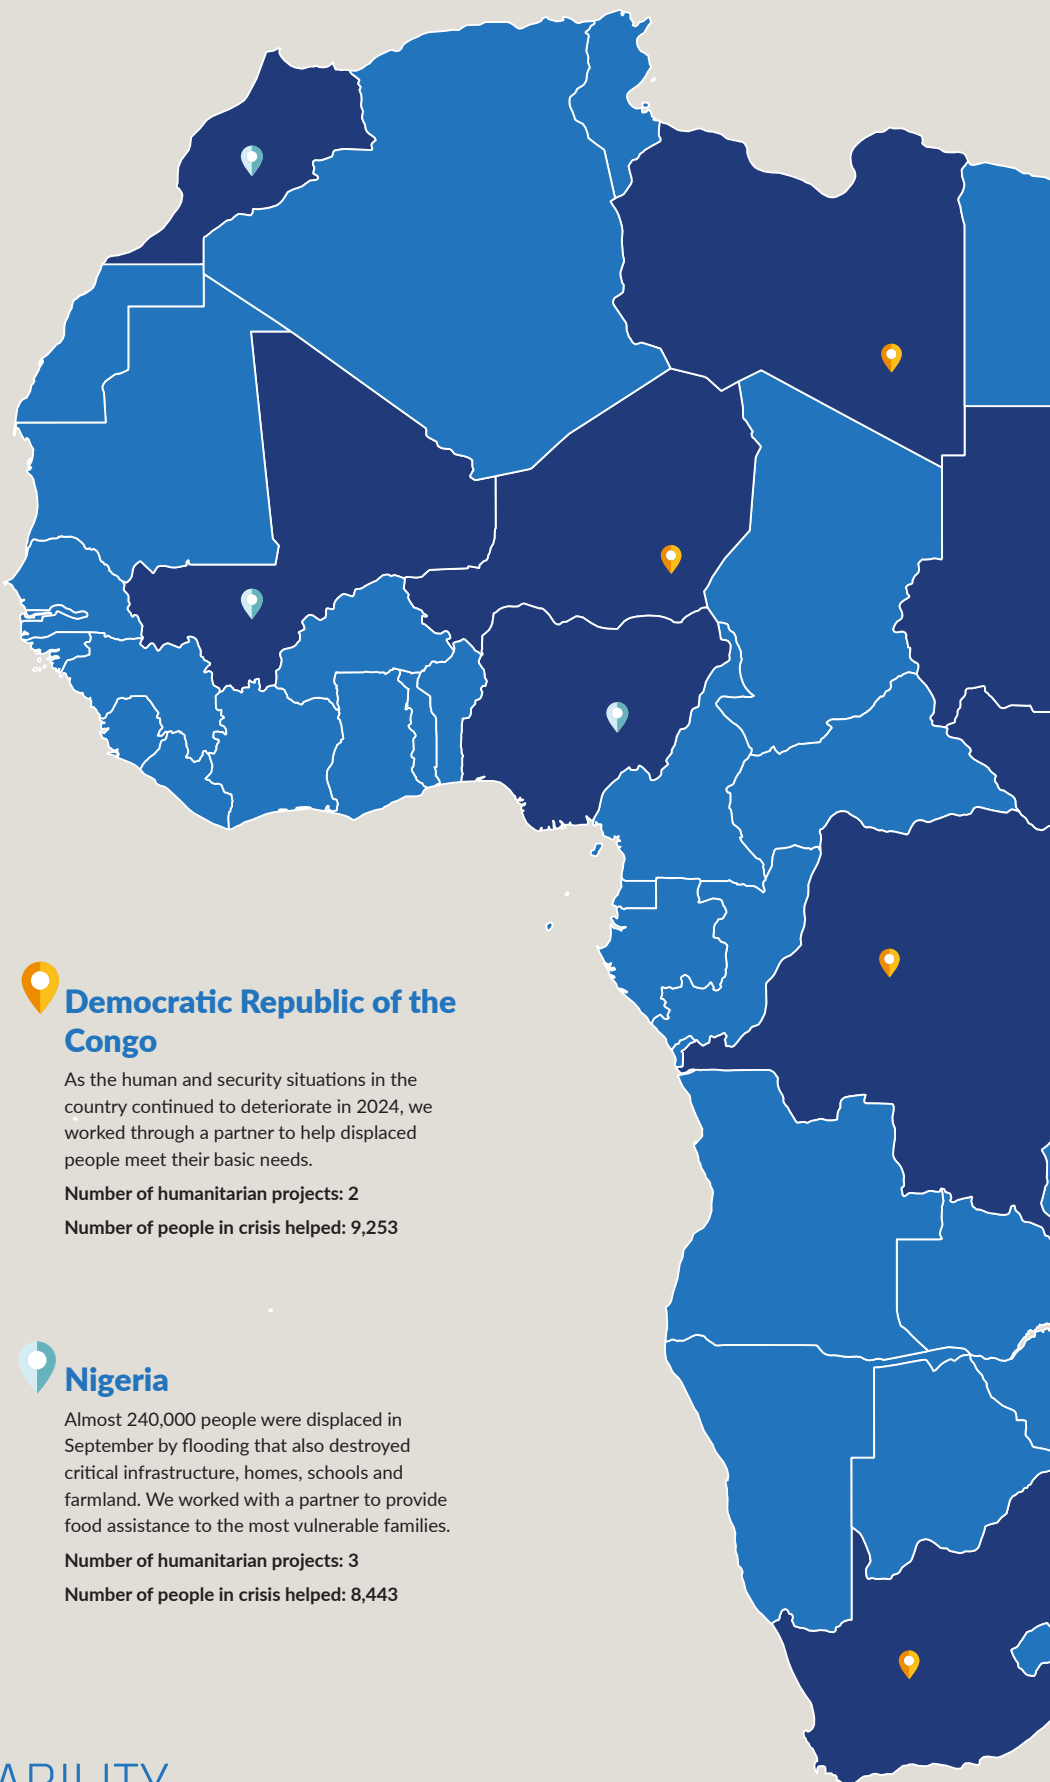 Democratic Republic of the
Congo
As the human and security situations in the
country continued to deteriorate in 2024, we
worked through a partner to help displaced
people meet their basic needs.
Number of humanitarian projects: 2
Number of people in crisis helped: 9,253
Nigeria
Almost 240,000 people were displaced in
September by flooding that also destroyed
critical infrastructure, homes, schools and
farmland. We worked with a partner to provide
food assistance to the most vulnerable families.
Number of humanitarian projects: 3
Number of people in crisis helped: 8,443